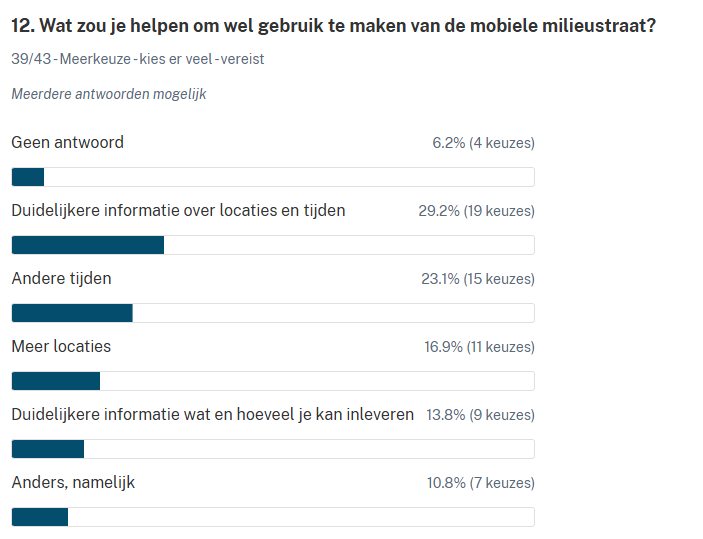 12. Wat zou je helpen om wel gebruik te maken van de mobiele milieustraat?
39/43 - Meerkeuze - kies er veel - vereist
Meerdere antwoorden mogelijk
Geen antwoord 6.2% (4 keuzes)
Duidelijkere informatie over locaties en tijden 29.2% (19 keuzes)
Andere tijden 23.1% (15 keuzes)
Meer locaties 16.9% (11 keuzes)
Duidelijkere informatie wat en hoeveel je kan inleveren 13.8% (9 keuzes)
Anders, namelijk 10.8% (7 keuzes)